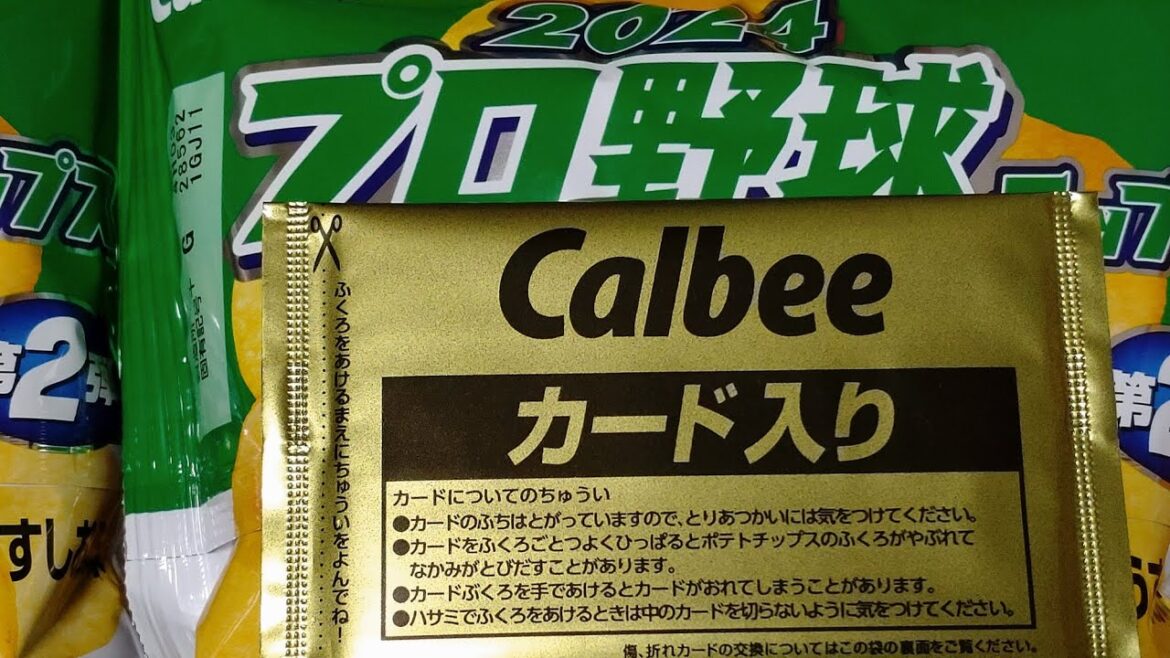 2024
プロ野球
28562
1GJ11
G
固有記号
第2弾
うすしお
Calbee
カード入り
ふくろをあけるまえにちゅういをよんでね!
カードについてのちゅうい
●カードのふちはとがっていますので、とりあつかいには気をつけてください。
●カードをふくろごとつよくひっぱるとポテトチップスのふくろがやぶれて
なかみがとびだすことがあります。
●カードぶくろを手であけるとカードがおれてしまうことがあります。
●ハサミでふくろをあけるときは中のカードを切らないように気をつけてください。
傷、折れカードの交換についてはこの袋の裏面をご覧ください。